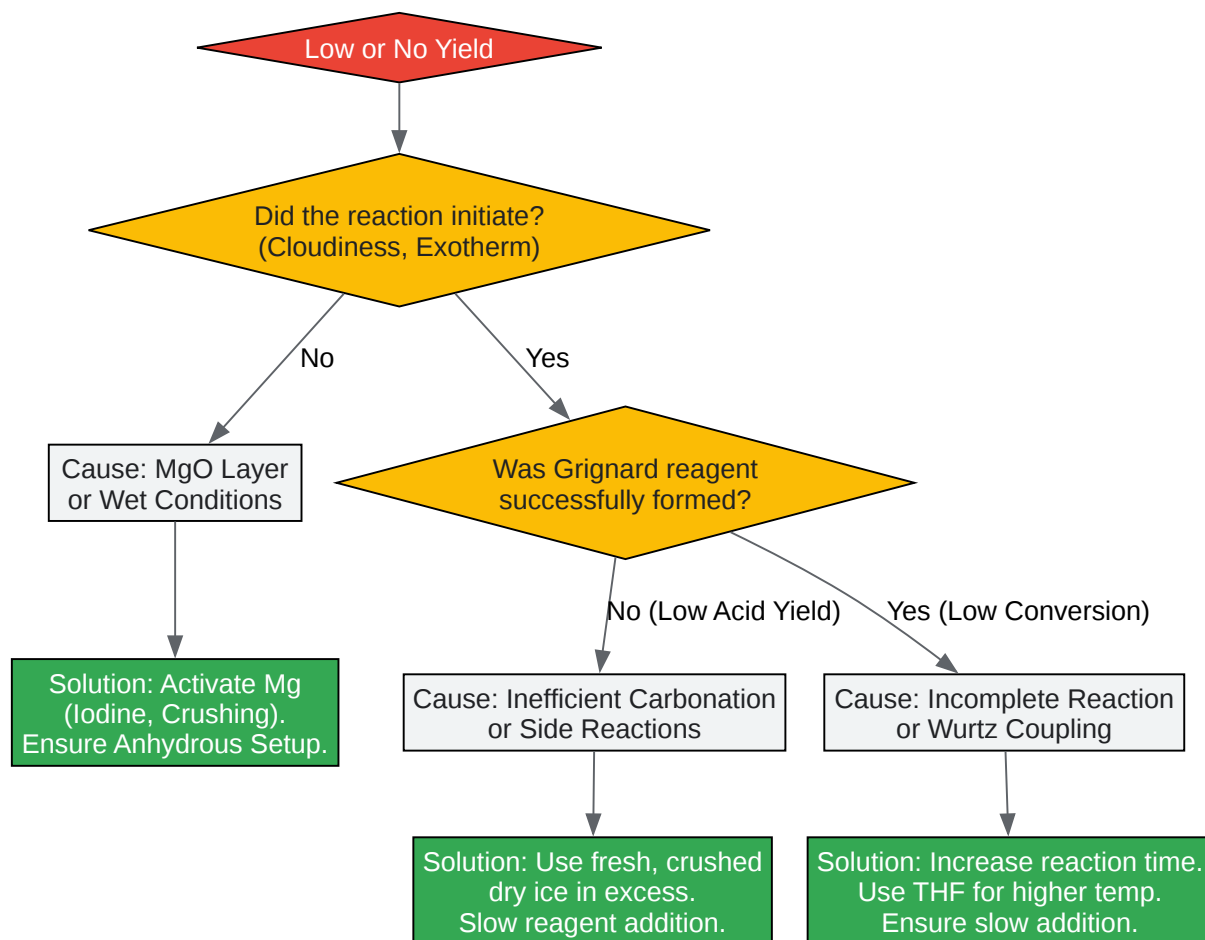 Low or No Yield
Did the reaction initiate?
(Cloudiness, Exotherm)
No
Yes
Cause: MgO Layer
or Wet Conditions
Was Grignard reagent
successfully formed?
No (Low Acid Yield)
Yes (Low Conversion)
Solution: Activate Mg
(Iodine, Crushing).
Ensure Anhydrous Setup.
Cause: Inefficient Carbonation
or Side Reactions
Cause: Incomplete Reaction
or Wurtz Coupling
Solution: Use fresh, crushed
dry ice in excess.
Slow reagent addition.
Solution: Increase reaction time.
Use THF for higher temp.
Ensure slow addition.